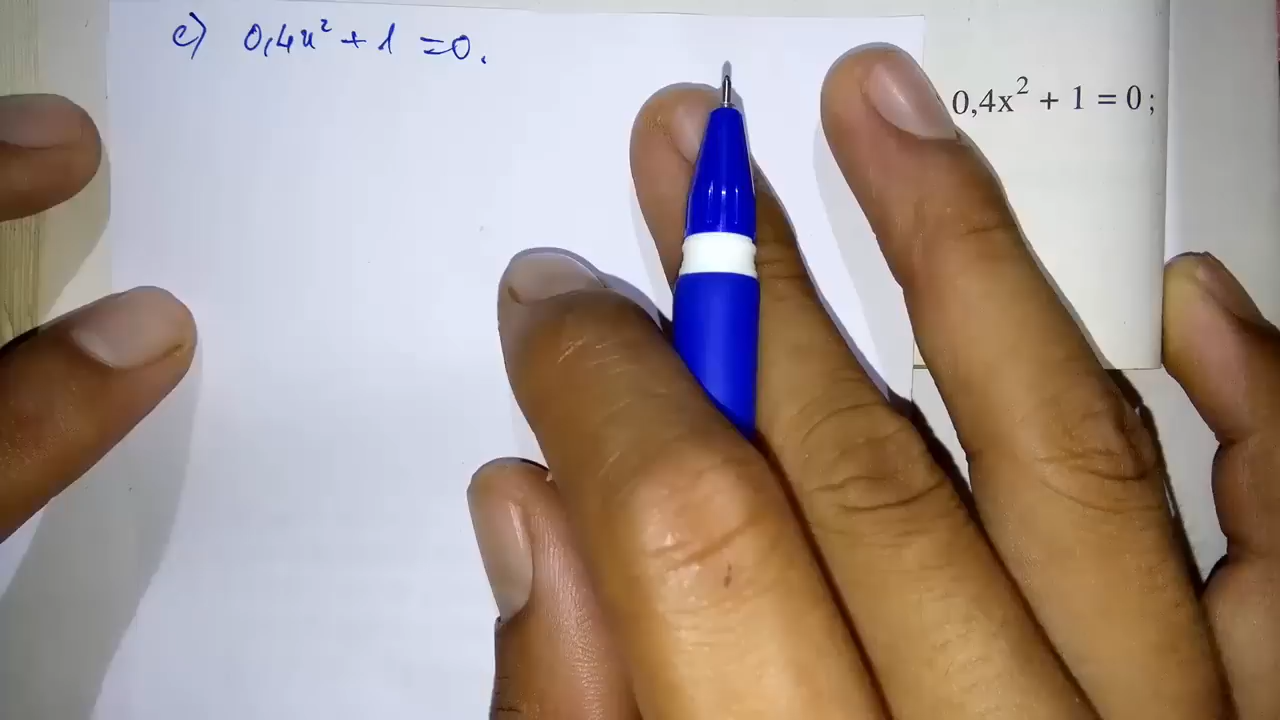 c) 0,4x² + 1 = 0.
0,4x² + 1 = 0;